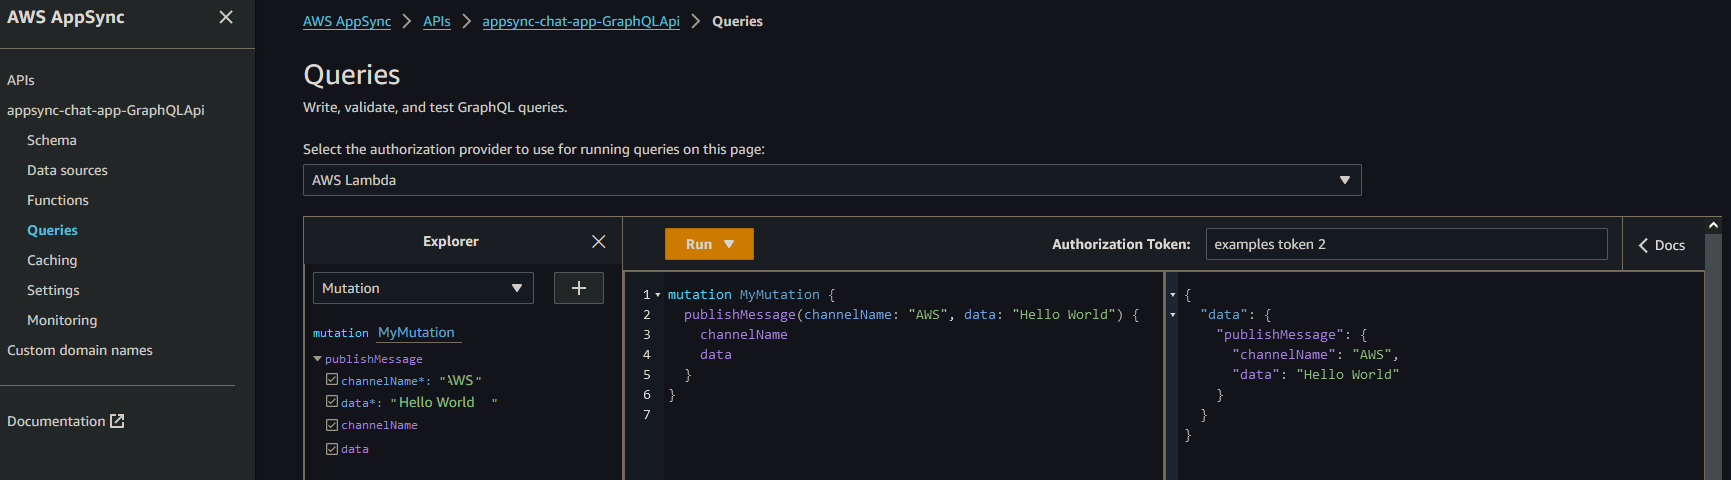 AWS AppSync
APIs
appsync-chat-app-GraphQLApi
Schema
Data sources
Functions
Queries
Caching
Settings
Monitoring
Custom domain names
Documentation
AWS AppSync > APIs > appsync-chat-app-GraphQLApi > Queries
Queries
Write, validate, and test GraphQL queries.
Select the authorization provider to use for running queries on this page:
AWS Lambda
Explorer
Mutation
mutation MyMutation
publishMessage
channelName*: "AWS"
data*: "Hello World "
channelName
data
Run
Authorization Token: examples token 2
Docs
1 mutation MyMutation {
2 publishMessage(channelName: "AWS", data: "Hello World") {
3 channelName
4 data
5 }
6 }
7
{
"data": {
"publishMessage": {
"channelName": "AWS",
"data": "Hello World"
}
}
}